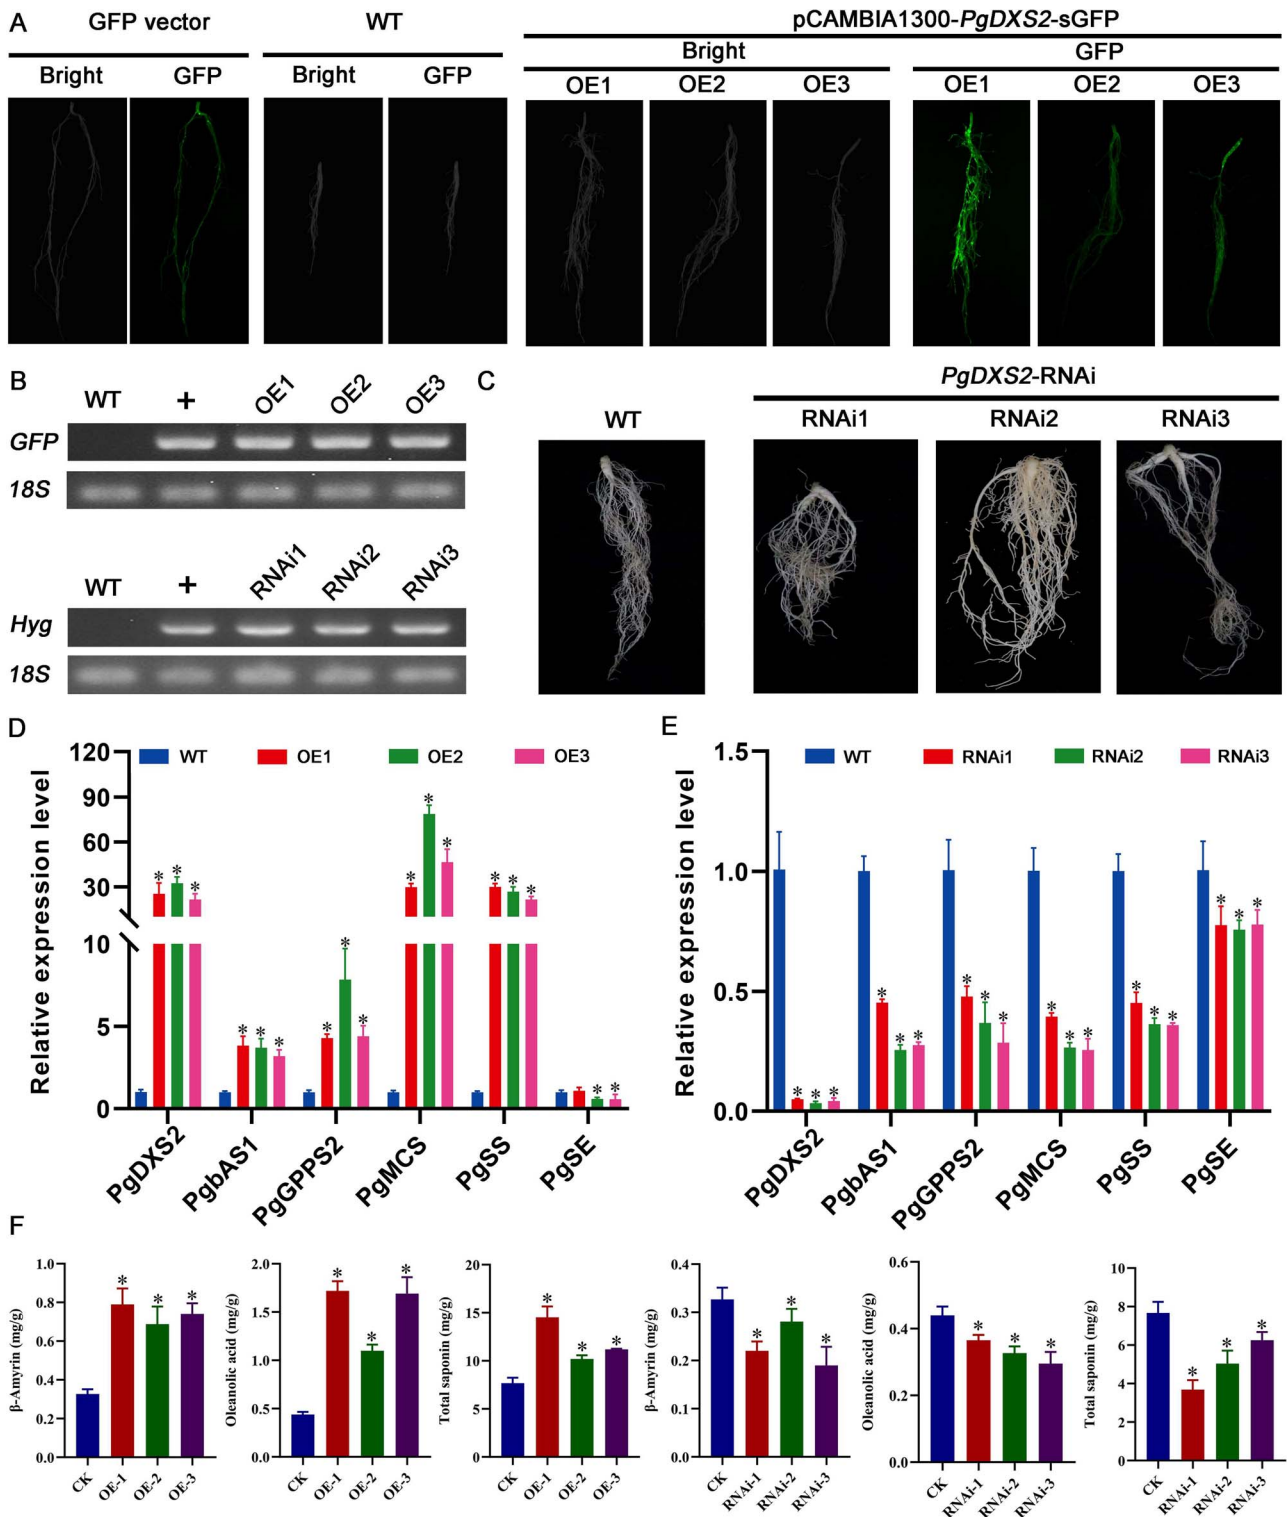 A
GFP vector
WT
pCAMBIA1300-PgDXS2-sGFP
Bright
GFP
Bright
GFP
Bright
GFP
OE1
OE2
OE3
OE1
OE2
OE3
B
WT
+
OE1
OE2
OE3
GFP
18S
WT
+
RNAi1
RNAi2
RNAi3
Hyg
18S
C
PgDXS2-RNAi
WT
RNAi1
RNAi2
RNAi3
D
Relative expression level
120
90
60
30
10
5
0
WT
OE1
OE2
OE3
* * *
* * *
* * *
* * *
* * *
* *
PgDXS2
PgbAS1
PgGPPS2
PgMCS
PgSS
PgSE
E
Relative expression level
1.5
1.0
0.5
0.0
WT
RNAi1
RNAi2
RNAi3
* * *
* * *
* * *
* * *
* * *
* * *
PgDXS2
PgbAS1
PgGPPS2
PgMCS
PgSS
PgSE
F
β-Amyrin (mg/g)
1.0
0.8
0.6
0.4
0.2
0.0
* * *
CK
OE-1
OE-2
OE-3
Oleanolic acid (mg/g)
2.0
1.5
1.0
0.5
0.0
* * *
CK
OE-1
OE-2
OE-3
Total saponin (mg/g)
20
15
10
5
0
* * *
CK
OE-1
OE-2
OE-3
β-Amyrin (mg/g)
0.4
0.3
0.2
0.1
0.0
* * *
CK
RNAi-1
RNAi-2
RNAi-3
Oleanolic acid (mg/g)
0.6
0.4
0.2
0.0
* * *
CK
RNAi-1
RNAi-2
RNAi-3
Total saponin (mg/g)
10
8
6
4
2
0
* * *
CK
RNAi-1
RNAi-2
RNAi-3